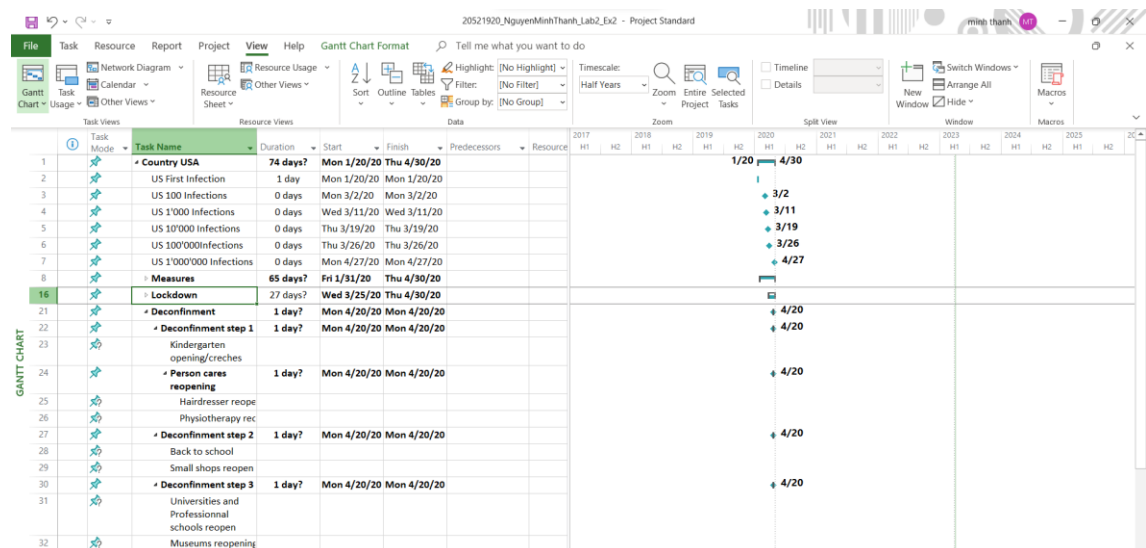 20521920_NguyenMinhThanh_Lab2_Ex2 - Project Standard
minh thanh MT
File Task Resource Report Project View Help Gantt Chart Format Tell me what you want to do
Gantt Chart
Task Usage
Network Diagram
Calendar
Other Views
Task Views
Resource Sheet
Resource Usage
Other Views
Resource Views
Sort
Outline
Tables
Highlight: [No Highlight]
Filter: [No Filter]
Group by: [No Group]
Data
Timescale:
Half Years
Zoom
Entire Project
Selected Tasks
Zoom
Timeline
Details
Split View
New Window
Switch Windows
Arrange All
Hide
Window
Macros
Macros
Task Mode Task Name Duration Start Finish Predecessors Resource
2017 2018 2019 2020 2021 2022 2023 2024 2025
H1 H2 H1 H2 H1 H2 H1 H2 H1 H2 H1 H2 H1 H2 H1 H2 H1 H2
GANTT CHART
1 Country USA 74 days? Mon 1/20/20 Thu 4/30/20 1/20 4/30
2 US First Infection 1 day Mon 1/20/20 Mon 1/20/20
3 US 100 Infections 0 days Mon 3/2/20 Mon 3/2/20 3/2
4 US 1'000 Infections 0 days Wed 3/11/20 Wed 3/11/20 3/11
5 US 10'000 Infections 0 days Thu 3/19/20 Thu 3/19/20 3/19
6 US 100'000Infections 0 days Thu 3/26/20 Thu 3/26/20 3/26
7 US 1'000'000 Infections 0 days Mon 4/27/20 Mon 4/27/20 4/27
8 Measures 65 days? Fri 1/31/20 Thu 4/30/20
16 Lockdown 27 days? Wed 3/25/20 Thu 4/30/20
21 Deconfinment 1 day? Mon 4/20/20 Mon 4/20/20 4/20
22 Deconfinment step 1 1 day? Mon 4/20/20 Mon 4/20/20 4/20
23 Kindergarten
opening/creches
24 Person cares 1 day? Mon 4/20/20 Mon 4/20/20 4/20
reopening
25 Hairdresser reope
26 Physiotherapy rec
27 Deconfinment step 2 1 day? Mon 4/20/20 Mon 4/20/20 4/20
28 Back to school
29 Small shops reopen
30 Deconfinment step 3 1 day? Mon 4/20/20 Mon 4/20/20 4/20
31 Universities and
Professionnal
schools reopen
32 Museums reopening